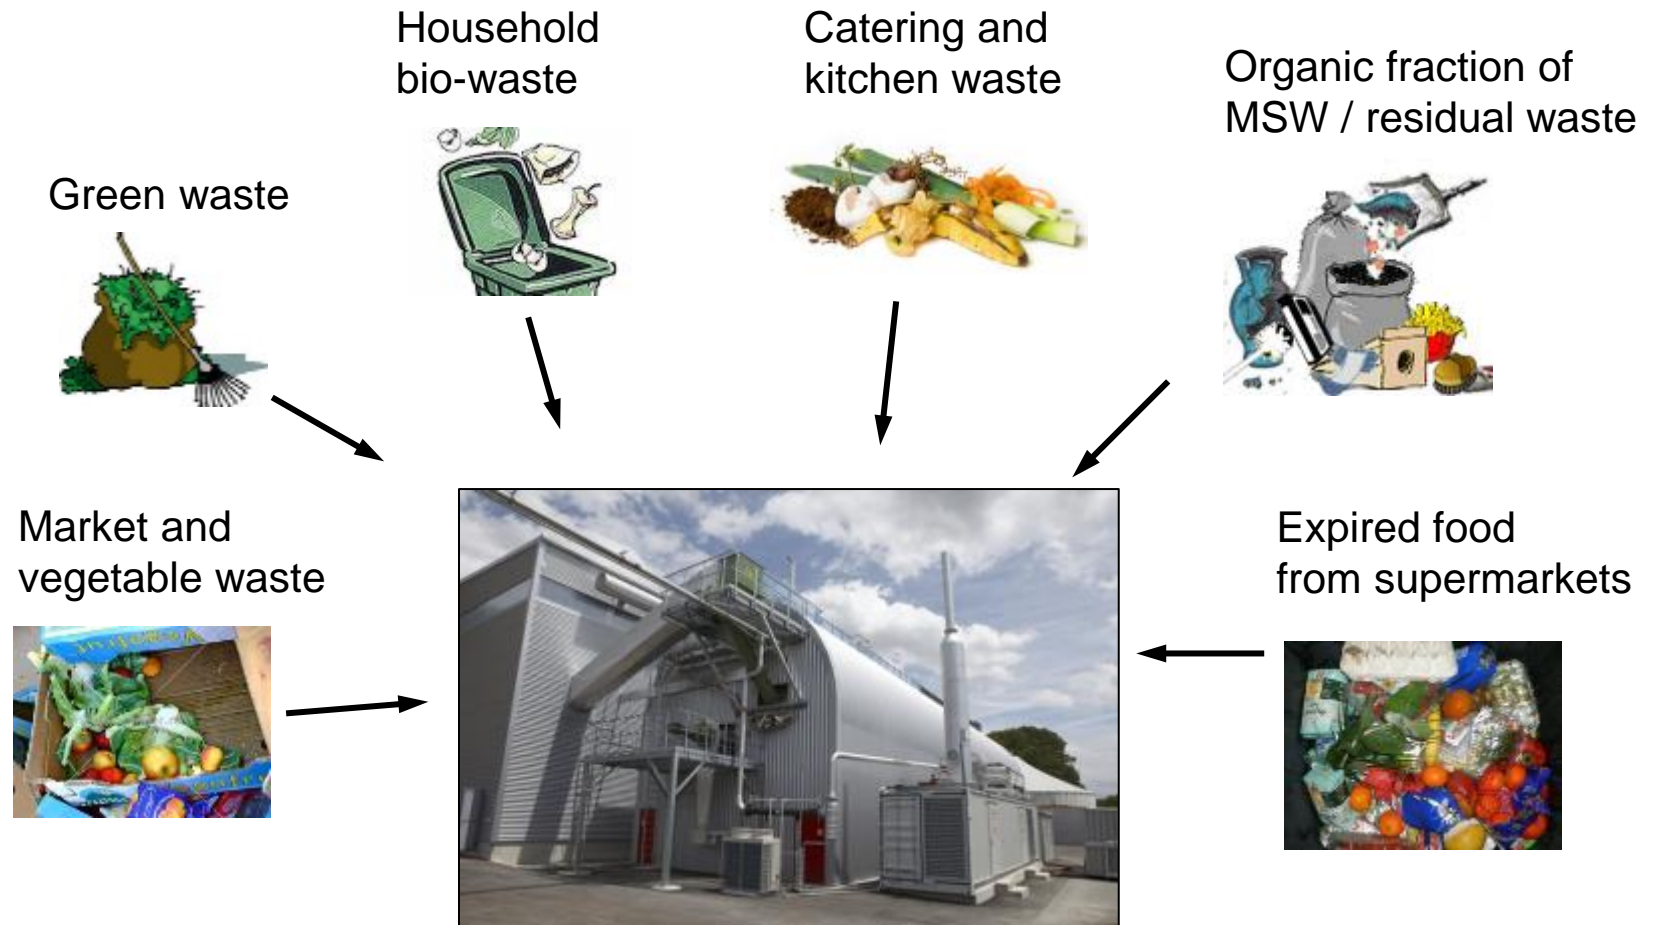 Household
bio-waste
Catering and
kitchen waste
Organic fraction of
MSW / residual waste
Green waste
Market and
vegetable waste
Expired food
from supermarkets